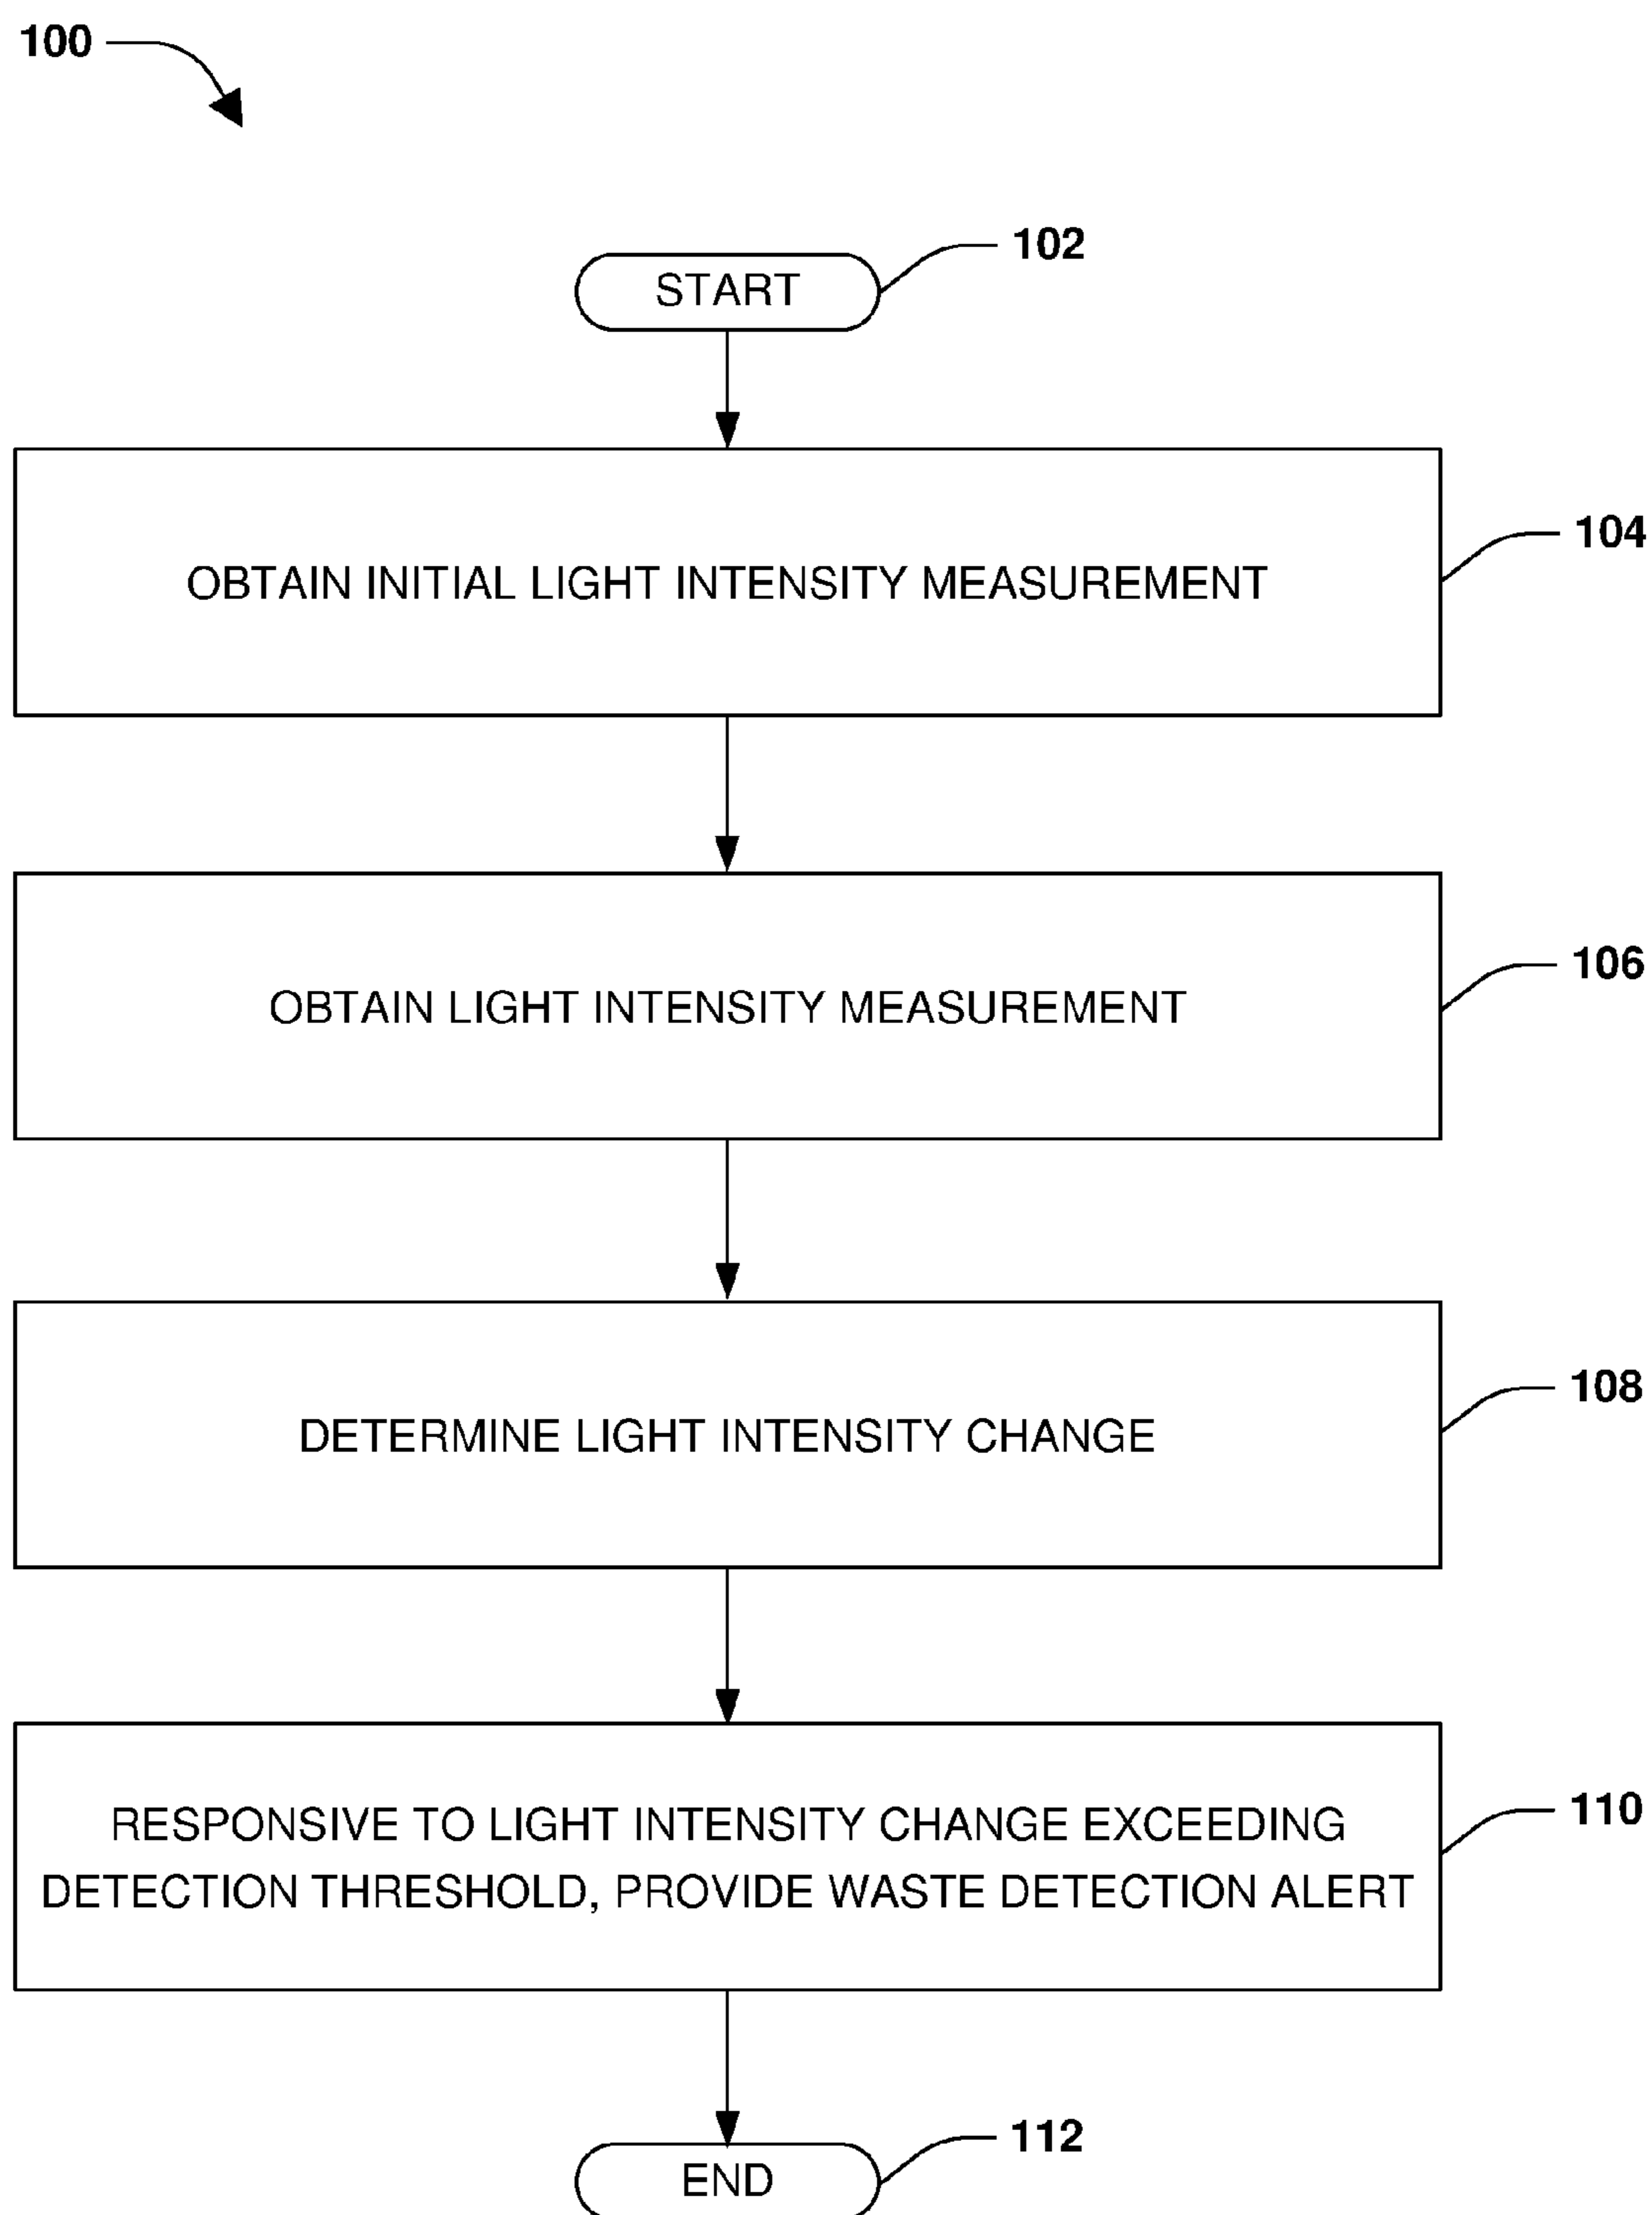 100
102
START
104
OBTAIN INITIAL LIGHT INTENSITY MEASUREMENT
106
OBTAIN LIGHT INTENSITY MEASUREMENT
108
DETERMINE LIGHT INTENSITY CHANGE
110
RESPONSIVE TO LIGHT INTENSITY CHANGE EXCEEDING
DETECTION THRESHOLD, PROVIDE WASTE DETECTION ALERT
112
END